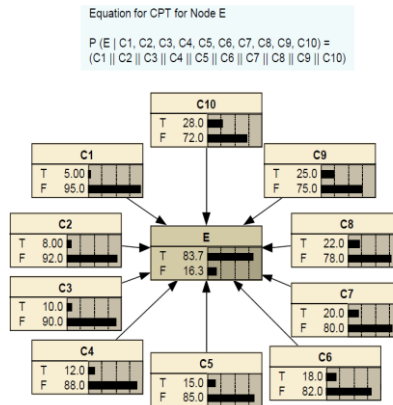 Equation for CPT for Node E
P (E | C1, C2, C3, C4, C5, C6, C7, C8, C9, C10) =
(C1 || C2 || C3 || C4 || C5 || C6 || C7 || C8 || C9 || C10)
C10
T 28.0
F 72.0
C1
T 5.00
F 95.0
C9
T 25.0
F 75.0
C2
T 8.00
F 92.0
E
T 83.7
F 16.3
C8
T 22.0
F 78.0
C3
T 10.0
F 90.0
C7
T 20.0
F 80.0
C4
T 12.0
F 88.0
C5
T 15.0
F 85.0
C6
T 18.0
F 82.0